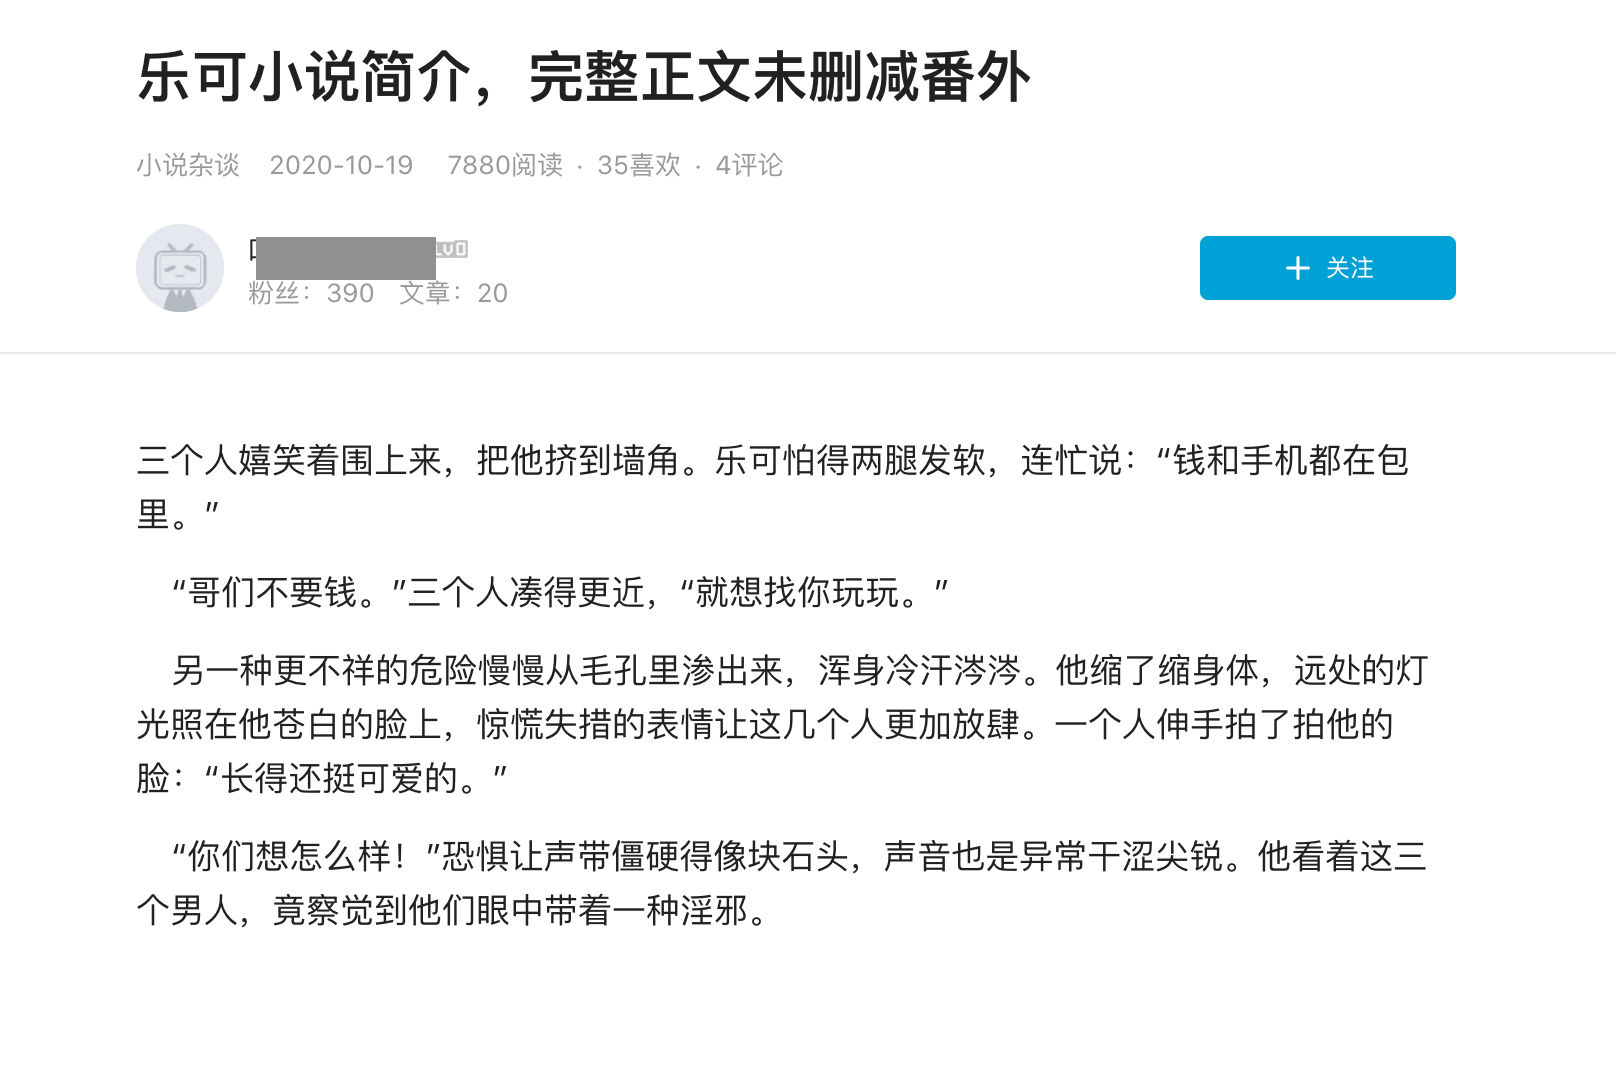 乐可小说简介，完整正文未删减番外
小说杂谈 2020-10-19 7880阅读 · 35喜欢 · 4评论
LV0
粉丝：390 文章：20
关注
三个人嬉笑着围上来，把他挤到墙角。乐可怕得两腿发软，连忙说：“钱和手机都在包
里。”
“哥们不要钱。”三个人凑得更近，“就想找你玩玩。”
另一种更不祥的危险慢慢从毛孔里渗出来，浑身冷汗涔涔。他缩了缩身体，远处的灯
光照在他苍白的脸上，惊慌失措的表情让这几个人更加放肆。一个人伸手拍了拍他的
脸：“长得还挺可爱的。”
“你们想怎么样！”恐惧让声带僵硬得像块石头，声音也是异常干涩尖锐。他看着这三
个男人，竟察觉到他们眼中带着一种淫邪。